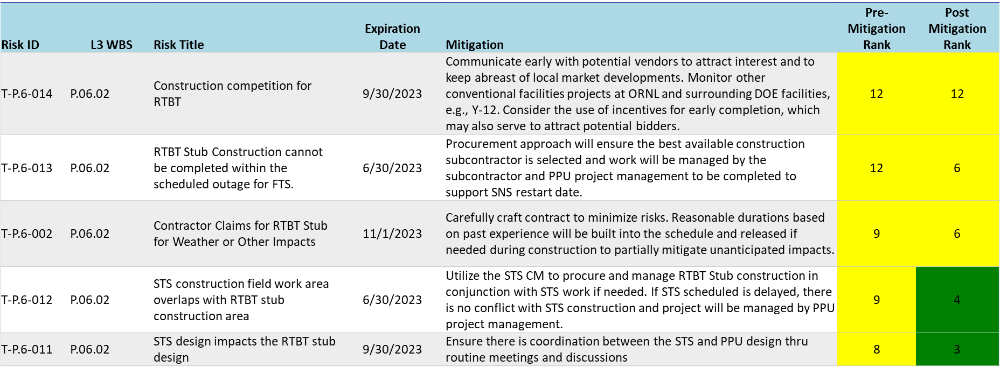 Risk ID L3 WBS Risk Title Expiration Date Mitigation Pre-Mitigation Rank Post Mitigation Rank
T-P.6-014 P.06.02 Construction competition for RTBT 9/30/2023
Communicate early with potential vendors to attract interest and to
keep abreast of local market developments. Monitor other
conventional facilities projects at ORNL and surrounding DOE facilities,
e.g., Y-12. Consider the use of incentives for early completion, which
may also serve to attract potential bidders.
12 12
T-P.6-013 P.06.02
RTBT Stub Construction cannot
be completed within the
scheduled outage for FTS.
6/30/2023
Procurement approach will ensure the best available construction
subcontractor is selected and work will be managed by the
subcontractor and PPU project management to be completed to
support SNS restart date.
12 6
T-P.6-002 P.06.02
Contractor Claims for RTBT Stub
for Weather or Other Impacts
11/1/2023
Carefully craft contract to minimize risks. Reasonable durations based
on past experience will be built into the schedule and released if
needed during construction to partially mitigate unanticipated impacts.
9 6
T-P.6-012 P.06.02
STS construction field work area
overlaps with RTBT stub
construction area
6/30/2023
Utilize the STS CM to procure and manage RTBT Stub construction in
conjunction with STS work if needed. If STS scheduled is delayed, there
is no conflict with STS construction and project will be managed by PPU
project management.
9 4
T-P.6-011 P.06.02
STS design impacts the RTBT stub
design
9/30/2023
Ensure there is coordination between the STS and PPU design thru
routine meetings and discussions
8 3